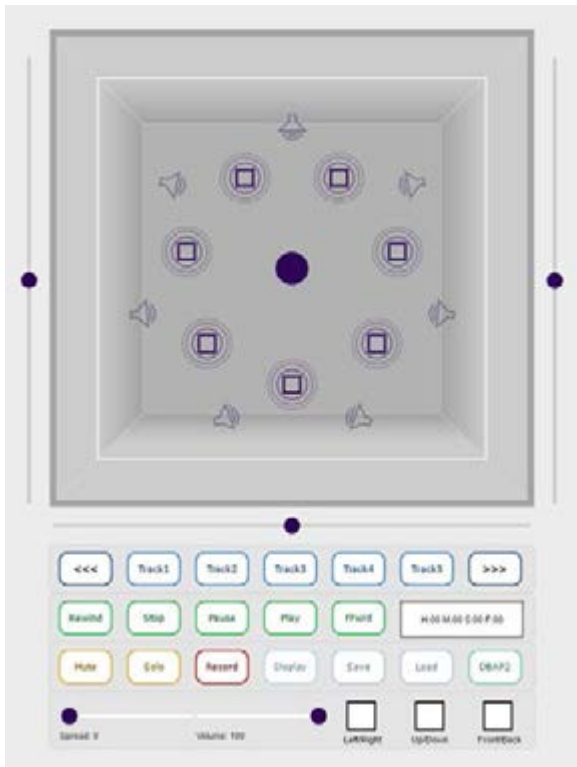 <<< Track1 Track2 Track3 Track4 Track5 >>>
Rewind Stop Pause Play FFwrd H:00 M:00 S:00 F:00
Mute Solo Record Display Save Load DBAP2
Spread: 0 Volume: 100 Left/Right Up/Down Front/Back